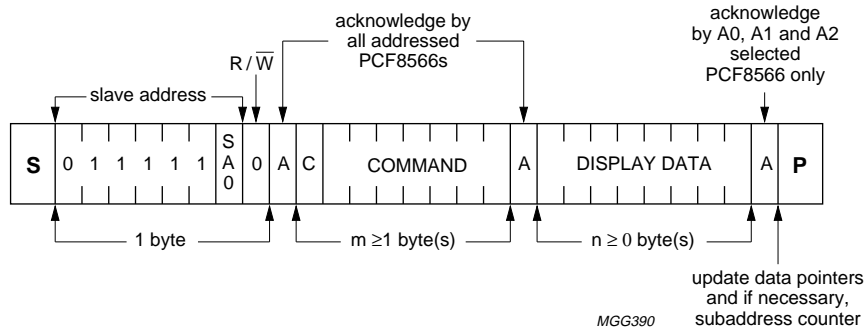 acknowledge by
all addressed
PCF8566s
acknowledge
by A0, A1 and A2
selected
PCF8566 only
R / W
slave address
S 0 1 1 1 1 1 S A 0 0 A C COMMAND A DISPLAY DATA A P
1 byte
m ≥1 byte(s)
n ≥ 0 byte(s)
update data pointers
and if necessary,
subaddress counter
MGG390